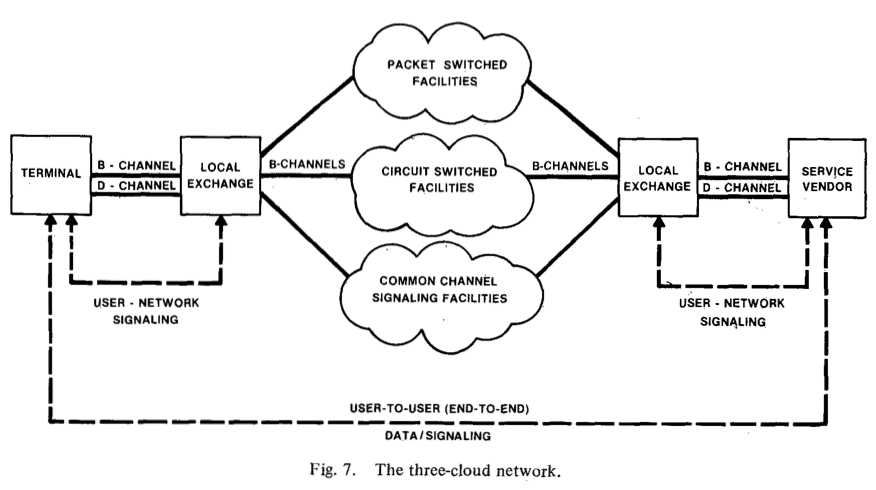 PACKET SWITCHED
FACILITIES
TERMINAL
B - CHANNEL
D - CHANNEL
LOCAL
EXCHANGE
B-CHANNELS
CIRCUIT SWITCHED
FACILITIES
B-CHANNELS
LOCAL
EXCHANGE
B - CHANNEL
D - CHANNEL
SERVICE
VENDOR
COMMON CHANNEL
SIGNALING FACILITIES
USER - NETWORK
SIGNALING
USER - NETWORK
SIGNALING
USER-TO-USER (END-TO-END)
DATA/SIGNALING
Fig. 7. The three-cloud network.